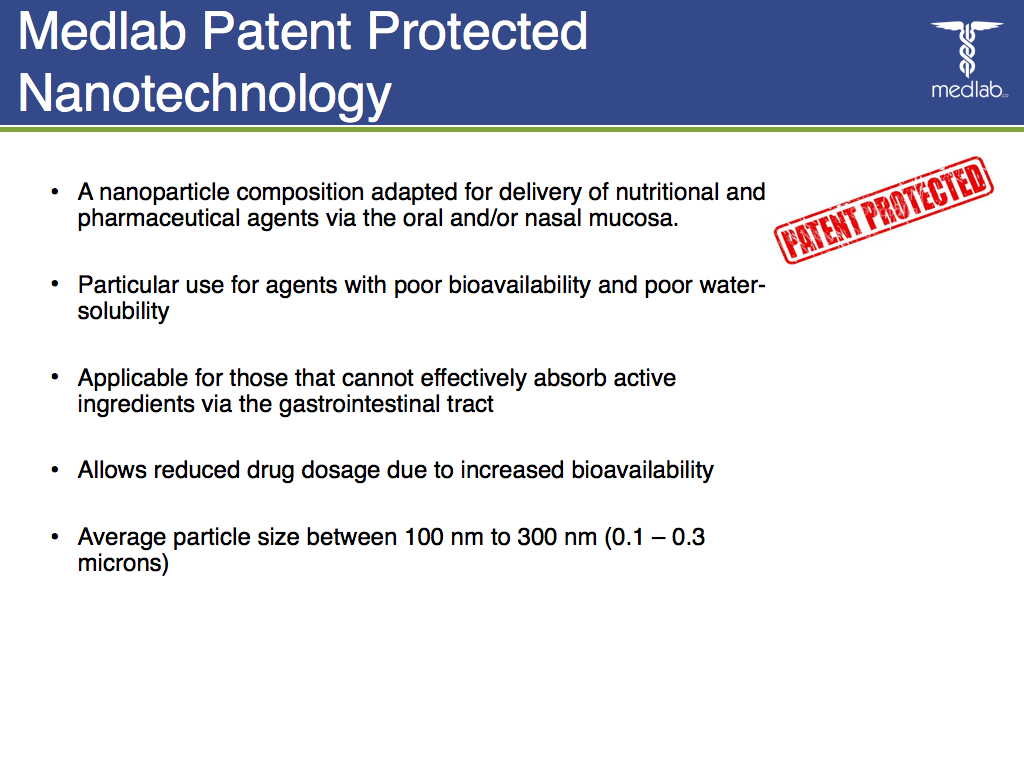 Medlab Patent Protected
Nanotechnology
medlab
• A nanoparticle composition adapted for delivery of nutritional and
pharmaceutical agents via the oral and/or nasal mucosa.
PATENT PROTECTED
• Particular use for agents with poor bioavailability and poor water-
solubility
• Applicable for those that cannot effectively absorb active
ingredients via the gastrointestinal tract
• Allows reduced drug dosage due to increased bioavailability
• Average particle size between 100 nm to 300 nm (0.1 – 0.3
microns)